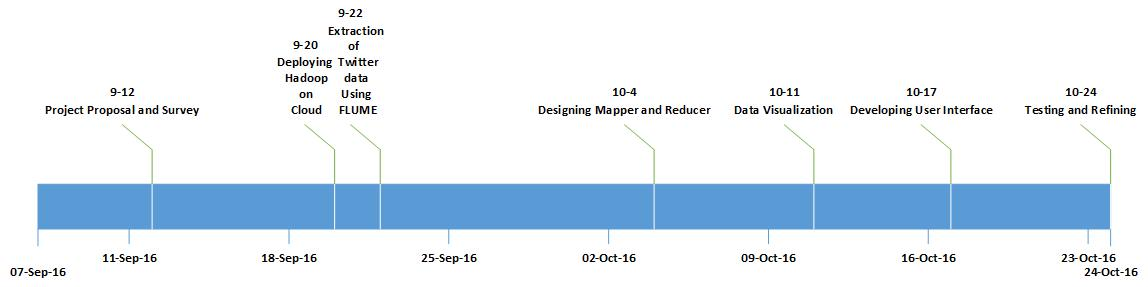 9-12
Project Proposal and Survey
9-20
Deploying
Hadoop
on
Cloud
9-22
Extraction
of
Twitter
data
Using
FLUME
10-4
Designing Mapper and Reducer
10-11
Data Visualization
10-17
Developing User Interface
10-24
Testing and Refining
07-Sep-16
11-Sep-16
18-Sep-16
25-Sep-16
02-Oct-16
09-Oct-16
16-Oct-16
23-Oct-16
24-Oct-16